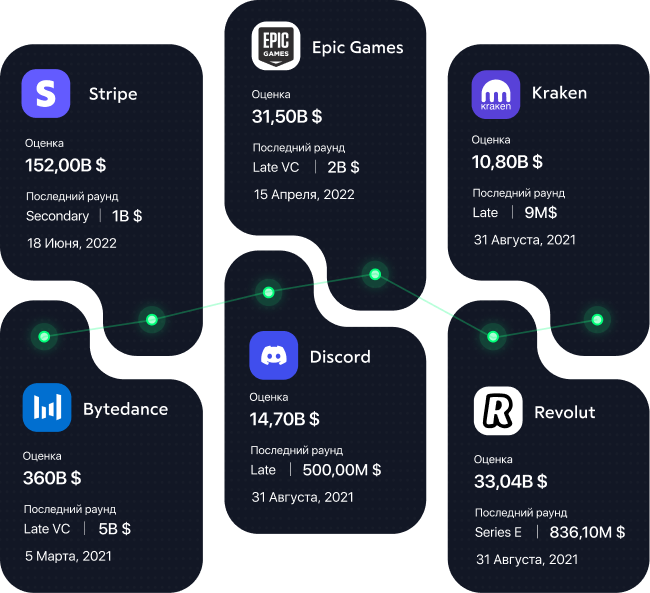 Stripe
Оценка
152,00B $
Последний раунд
Secondary | 1B $
18 Июня, 2022
Bytedance
Оценка
360B $
Последний раунд
Late VC | 5B $
5 Марта, 2021
EPIC
GAMES
Epic Games
Оценка
31,50B $
Последний раунд
Late VC | 2B $
15 Апреля, 2022
Discord
Оценка
14,70B $
Последний раунд
Late | 500,00M $
31 Августа, 2021
kraken
Kraken
Оценка
10,80B $
Последний раунд
Late | 9M$
31 Августа, 2021
R
Revolut
Оценка
33,04B $
Последний раунд
Series E | 836,10M $
31 Августа, 2021